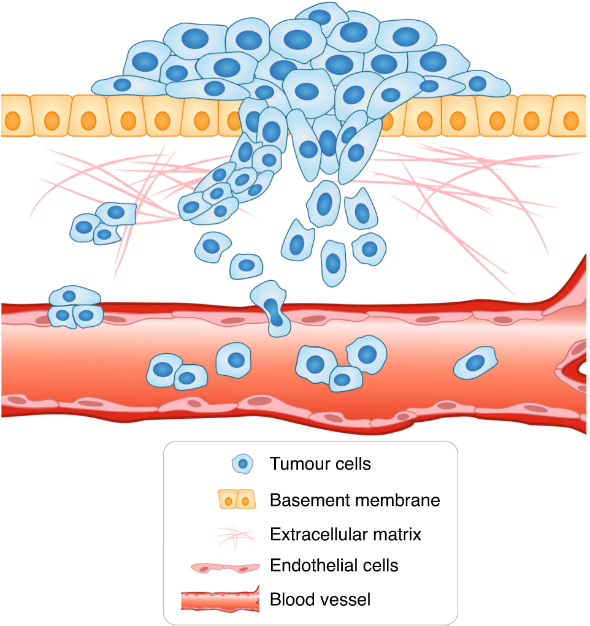 Tumour cells
Basement membrane
Extracellular matrix
Endothelial cells
Blood vessel